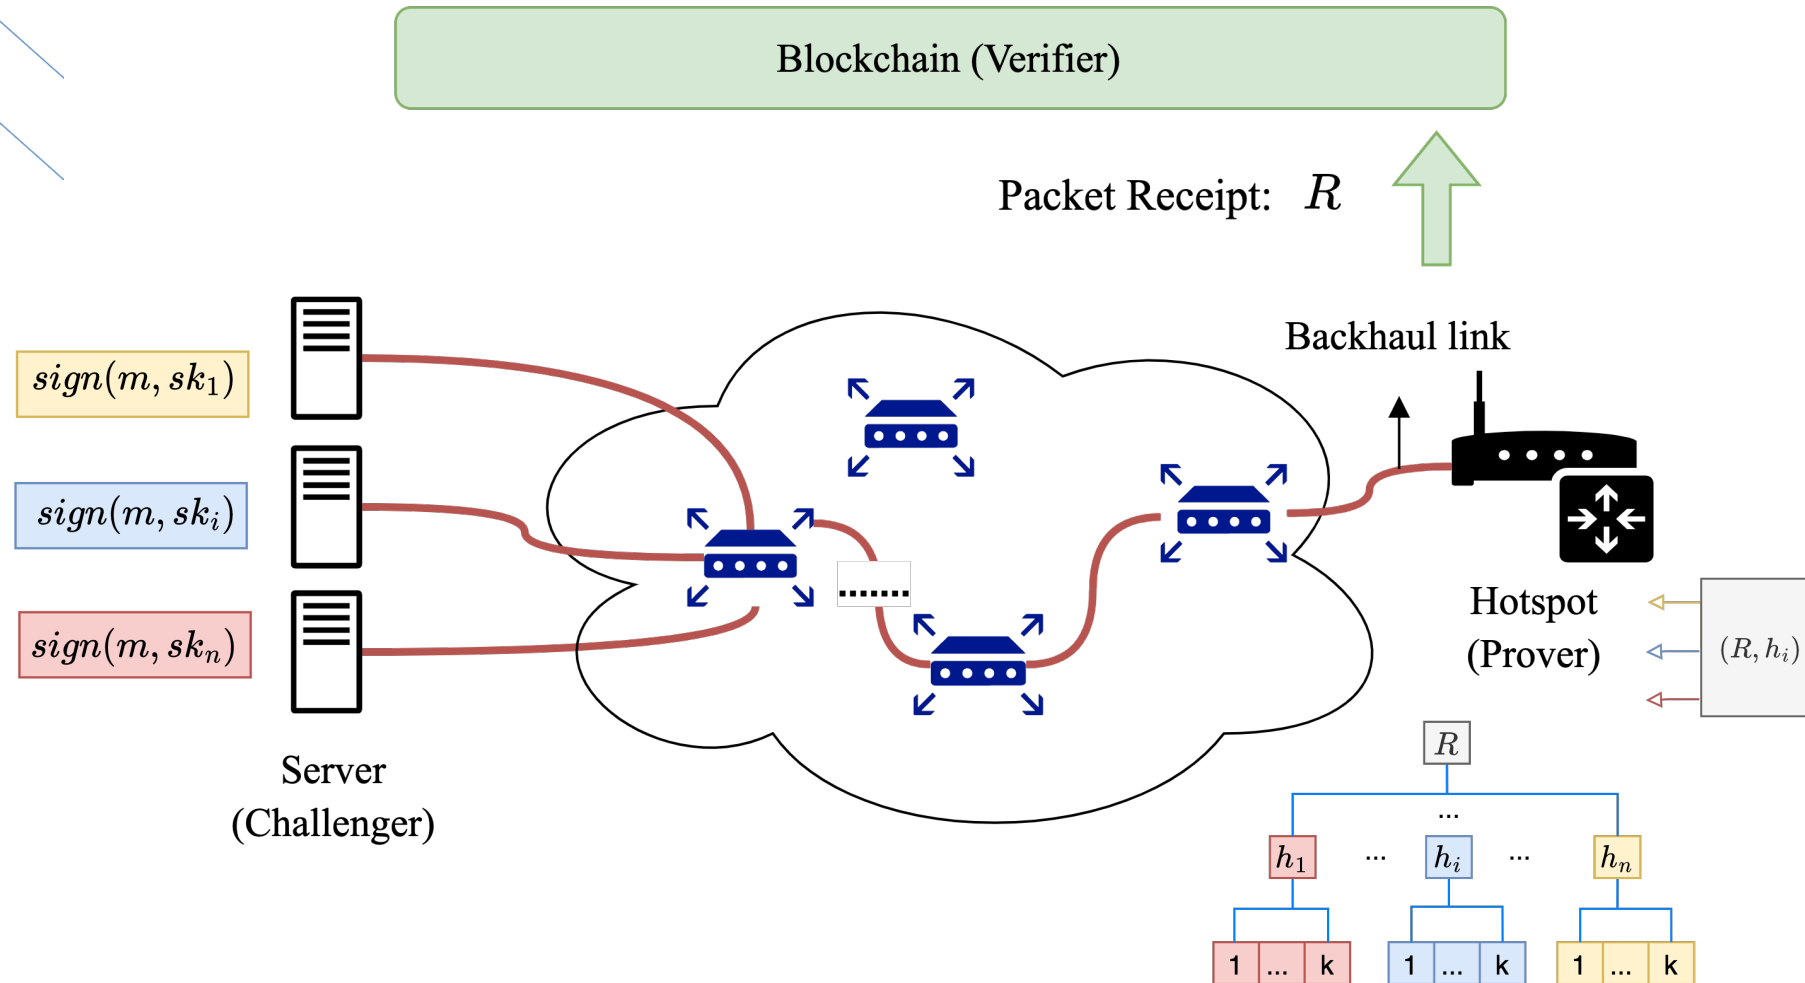 Blockchain (Verifier)
Packet Receipt: R
Backhaul link
sign(m, sk₁)
sign(m, skᵢ)
sign(m, skₙ)
.......
Server
(Challenger)
Hotspot
(Prover)
(R, hᵢ)
R
...
h₁ ... hᵢ ... hₙ
1 ... k 1 ... k 1 ... k